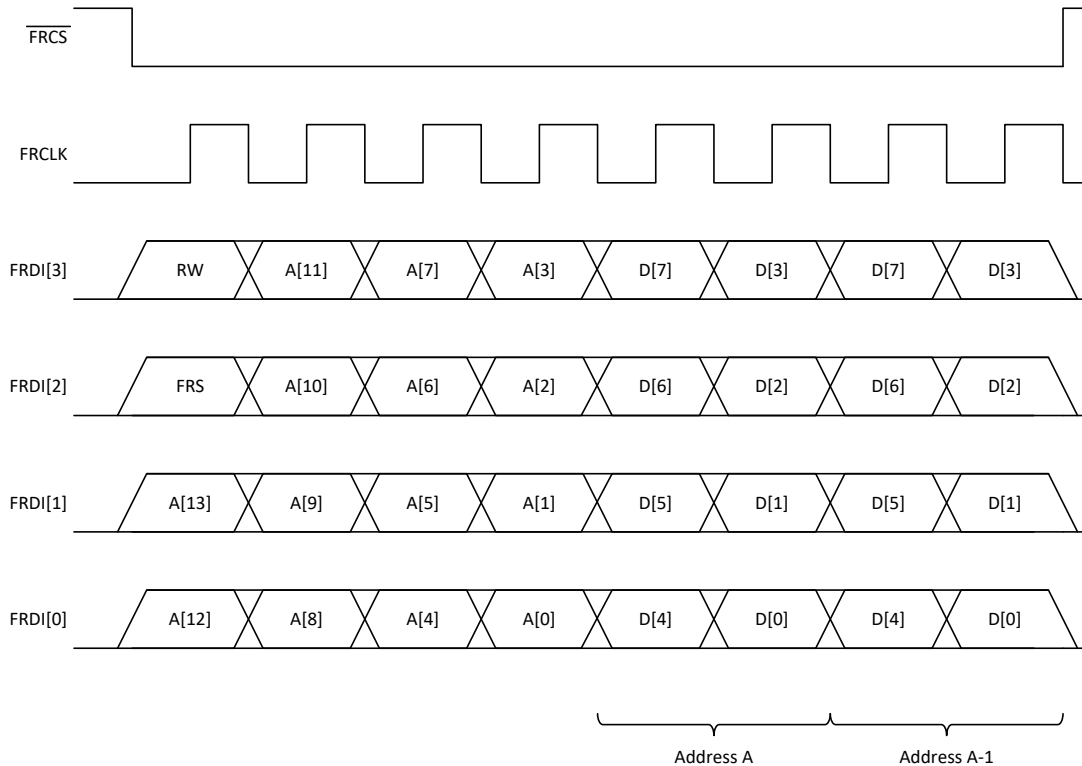 FRCS
FRCLK
FRDI[3] RW A[11] A[7] A[3] D[7] D[3] D[7] D[3]
FRDI[2] FRS A[10] A[6] A[2] D[6] D[2] D[6] D[2]
FRDI[1] A[13] A[9] A[5] A[1] D[5] D[1] D[5] D[1]
FRDI[0] A[12] A[8] A[4] A[0] D[4] D[0] D[4] D[0]
Address A Address A-1